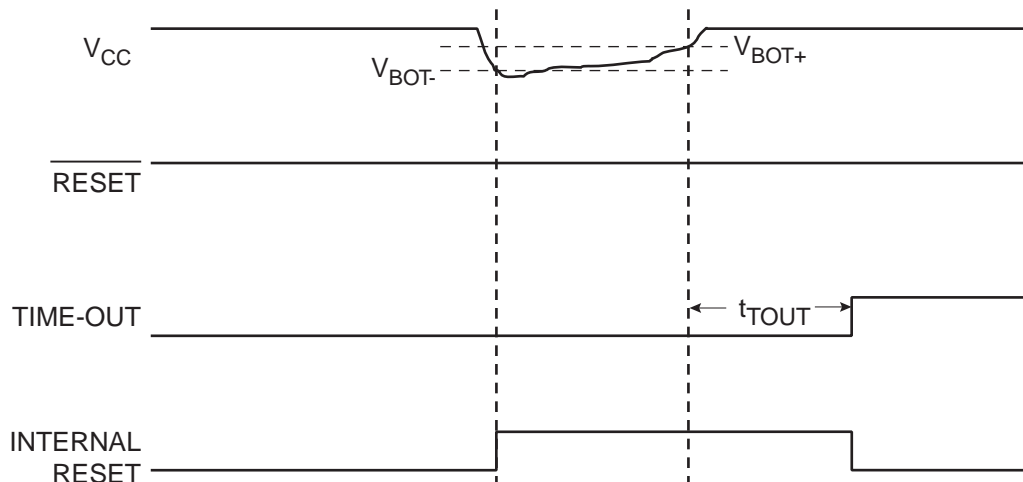 VCC
VBOT-
VBOT+
RESET
TIME-OUT
tTOUT
INTERNAL
RESET